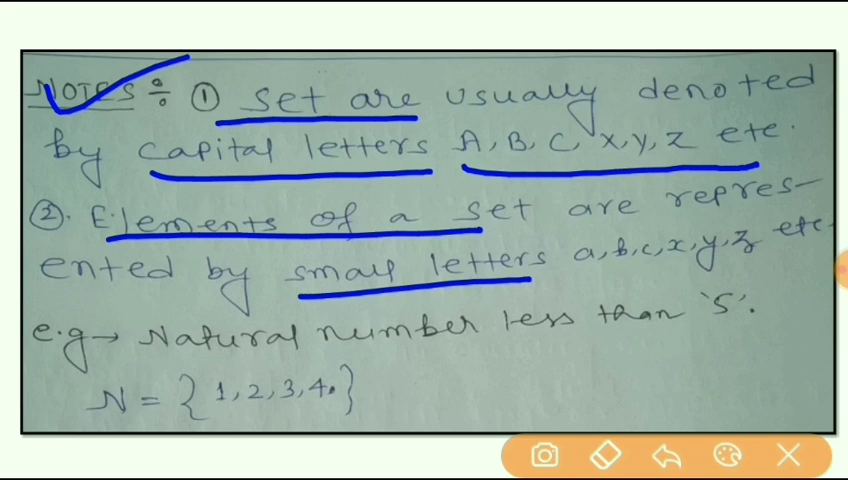 NOTES ÷ ① Set are usually denoted
by capital letters A, B, C, X, Y, Z etc.
②. Elements of a set are repres-
ented by small letters a, b, c, x, y, z etc.
e.g → Natural number less than '5'.
N = {1, 2, 3, 4.}